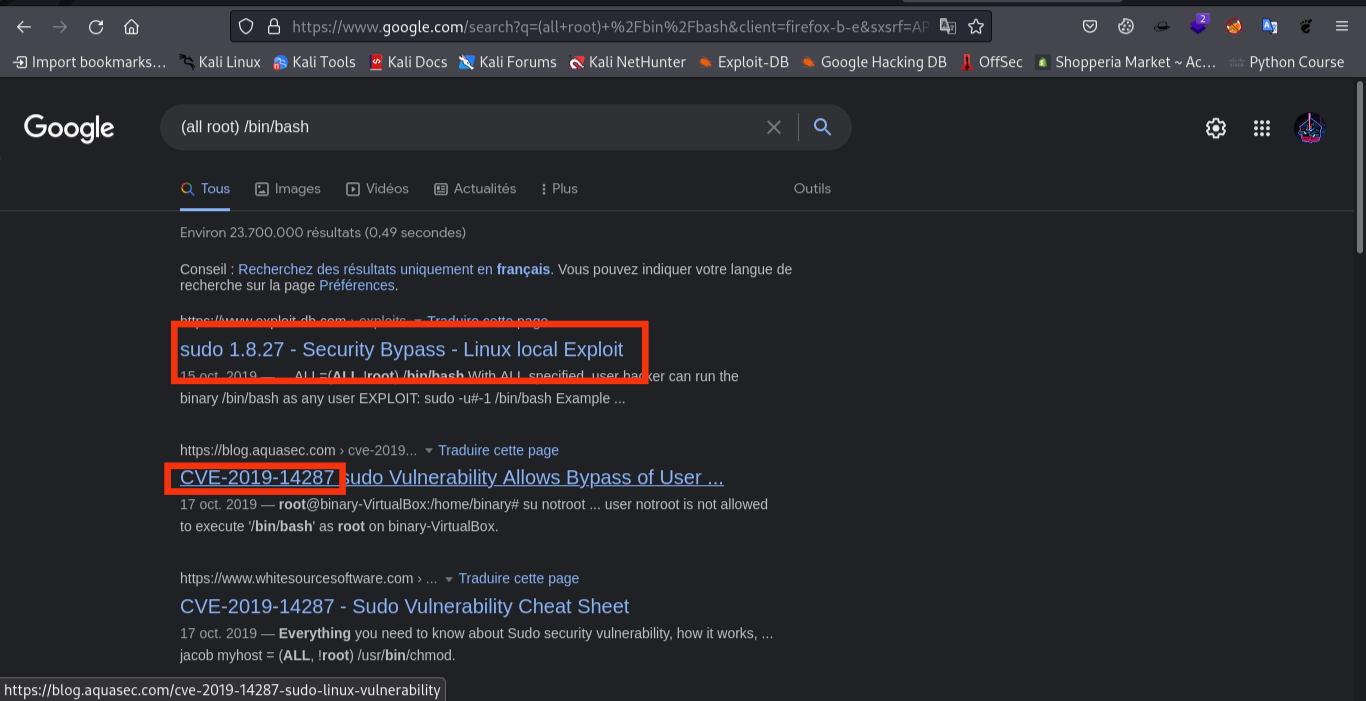 https://www.google.com/search?q=(all+root)+%2Fbin%2Fbash&client=firefox-b-e&sxsrf=AP
2
Import bookmarks... Kali Linux Kali Tools Kali Docs Kali Forums Kali NetHunter Exploit-DB Google Hacking DB OffSec Shopperia Market ~ Ac... Python Course
Google
(all root) /bin/bash
Tous Images Vidéos Actualités Plus Outils
Environ 23.700.000 résultats (0,49 secondes)
Conseil : Recherchez des résultats uniquement en français. Vous pouvez indiquer votre langue de
recherche sur la page Préférences.
https://www.exploit-db.com › exploits Traduire cette page
sudo 1.8.27 - Security Bypass - Linux local Exploit
15 oct. 2019 — ALL=(ALL, !root) /bin/bash With ALL specified, user hacker can run the
binary /bin/bash as any user EXPLOIT: sudo -u#-1 /bin/bash Example ...
https://blog.aquasec.com › cve-2019... Traduire cette page
CVE-2019-14287 sudo Vulnerability Allows Bypass of User ...
17 oct. 2019 — root@binary-VirtualBox:/home/binary# su notroot ... user notroot is not allowed
to execute '/bin/bash' as root on binary-VirtualBox.
https://www.whitesourcesoftware.com › ... Traduire cette page
CVE-2019-14287 - Sudo Vulnerability Cheat Sheet
17 oct. 2019 — Everything you need to know about Sudo security vulnerability, how it works, ...
jacob myhost = (ALL, !root) /usr/bin/chmod.
https://blog.aquasec.com/cve-2019-14287-sudo-linux-vulnerability